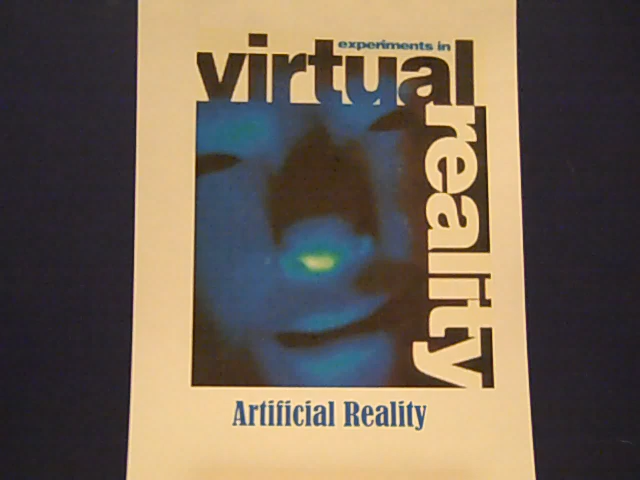 experiments in
virtual
reality
Artificial Reality